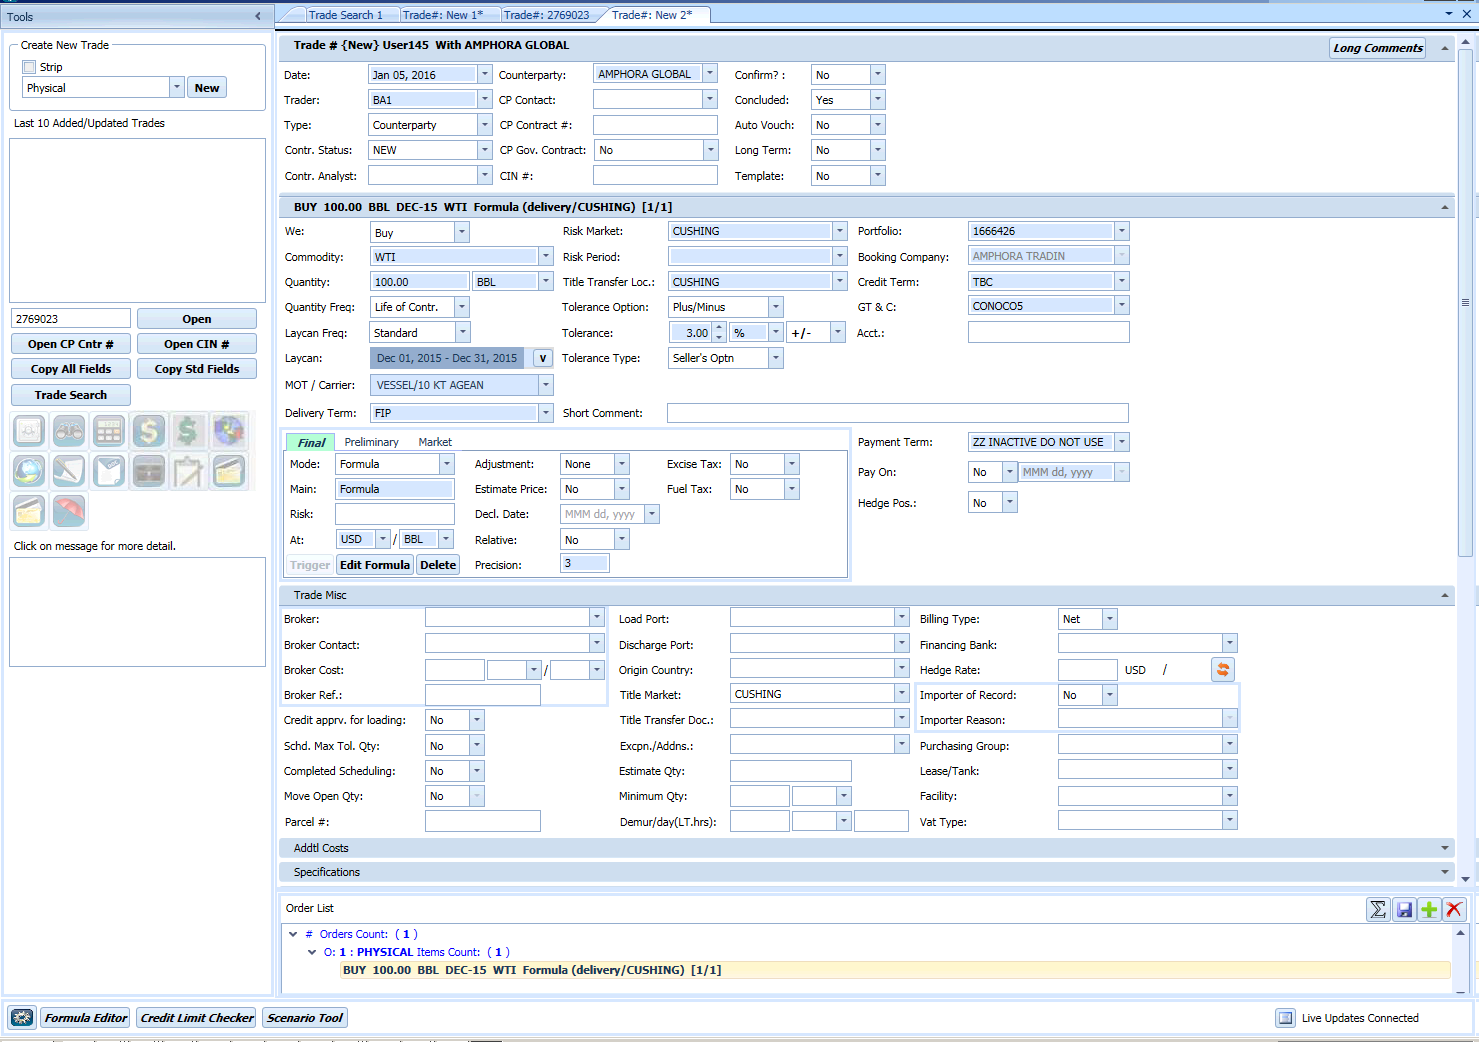 Tools
Trade Search 1
Trade#: New 1*
Trade#: 2769023
Trade#: New 2*
Create New Trade
Strip
Physical
New
Last 10 Added/Updated Trades
2769023
Open
Open CP Cntr #
Open CIN #
Copy All Fields
Copy Std Fields
Trade Search
Click on message for more detail.
Trade # {New} User145 With AMPHORA GLOBAL
Long Comments
Date: Jan 05, 2016 Counterparty: AMPHORA GLOBAL Confirm? : No
Trader: BA1 CP Contact: Concluded: Yes
Type: Counterparty CP Contract #: Auto Vouch: No
Contr. Status: NEW CP Gov. Contract: No Long Term: No
Contr. Analyst: CIN #: Template: No
BUY 100.00 BBL DEC-15 WTI Formula (delivery/CUSHING) [1/1]
We: Buy Risk Market: CUSHING Portfolio: 1666426
Commodity: WTI Risk Period: Booking Company: AMPHORA TRADIN
Quantity: 100.00 BBL Title Transfer Loc.: CUSHING Credit Term: TBC
Quantity Freq: Life of Contr. Tolerance Option: Plus/Minus GT & C: CONOCO5
Laycan Freq: Standard Tolerance: 3.00 % +/- Acct.:
Laycan: Dec 01, 2015 - Dec 31, 2015 v Tolerance Type: Seller's Optn
MOT / Carrier: VESSEL/10 KT AGEAN
Delivery Term: FIP Short Comment:
Final Preliminary Market Payment Term: ZZ INACTIVE DO NOT USE
Mode: Formula Adjustment: None Excise Tax: No Pay On: No MMM dd, yyyy
Main: Formula Estimate Price: No Fuel Tax: No Hedge Pos.: No
Risk: Decl. Date: MMM dd, yyyy
At: USD / BBL Relative: No
Trigger Edit Formula Delete Precision: 3
Trade Misc
Broker: Load Port: Billing Type: Net
Broker Contact: Discharge Port: Financing Bank:
Broker Cost: / Origin Country: Hedge Rate: USD /
Broker Ref.: Title Market: CUSHING Importer of Record: No
Credit apprv. for loading: No Title Transfer Doc.: Importer Reason:
Schd. Max Tol. Qty: No Excpn./Addns.: Purchasing Group:
Completed Scheduling: No Estimate Qty: Lease/Tank:
Move Open Qty: No Minimum Qty: Facility:
Parcel #: Demur/day(LT.hrs): Vat Type:
Addtl Costs
Specifications
Order List
# Orders Count: ( 1 )
O: 1 : PHYSICAL Items Count: ( 1 )
BUY 100.00 BBL DEC-15 WTI Formula (delivery/CUSHING) [1/1]
Formula Editor
Credit Limit Checker
Scenario Tool
Live Updates Connected